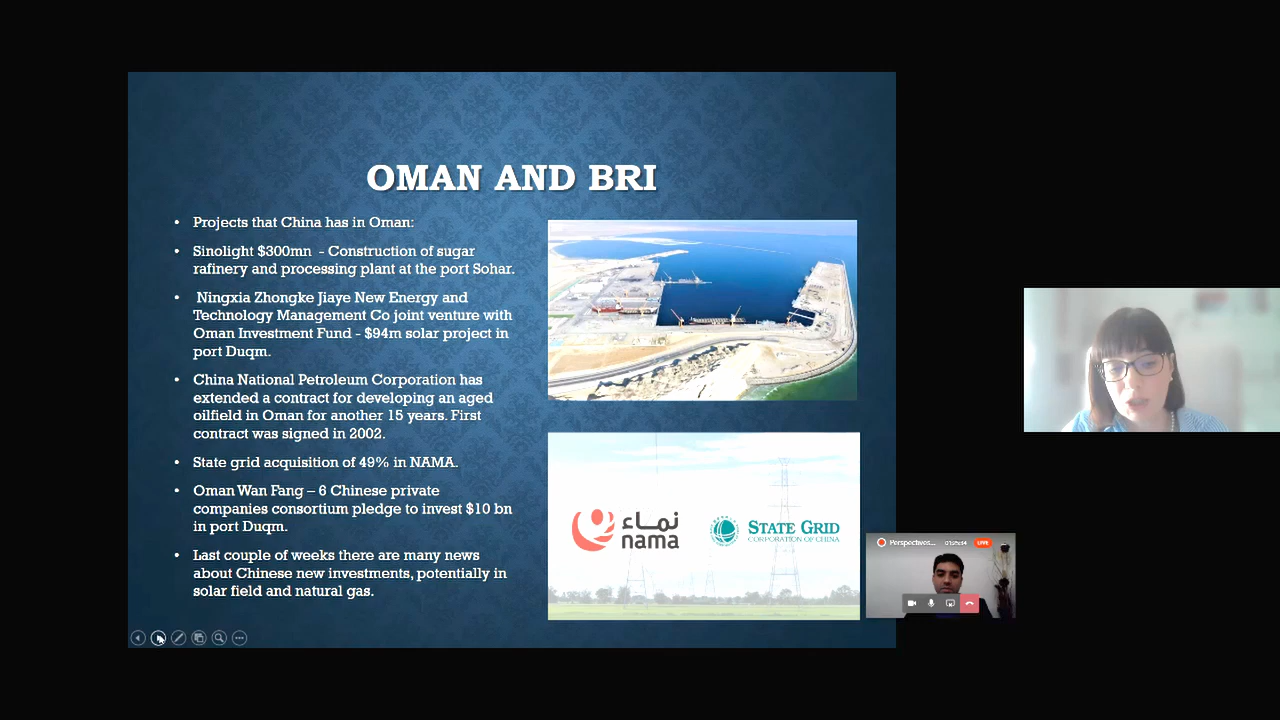 OMAN AND BRI
• Projects that China has in Oman:
• Sinolight $300mn - Construction of sugar
rafinery and processing plant at the port Sohar.
• Ningxia Zhongke Jiaye New Energy and
Technology Management Co joint venture with
Oman Investment Fund - $94m solar project in
port Duqm.
• China National Petroleum Corporation has
extended a contract for developing an aged
oilfield in Oman for another 15 years. First
contract was signed in 2002.
• State grid acquisition of 49% in NAMA.
• Oman Wan Fang – 6 Chinese private
companies consortium pledge to invest $10 bn
in port Duqm.
• Last couple of weeks there are many news
about Chinese new investments, potentially in
solar field and natural gas.
نماء
nama
STATE GRID
CORPORATION OF CHINA
Perspectives...
LIVE